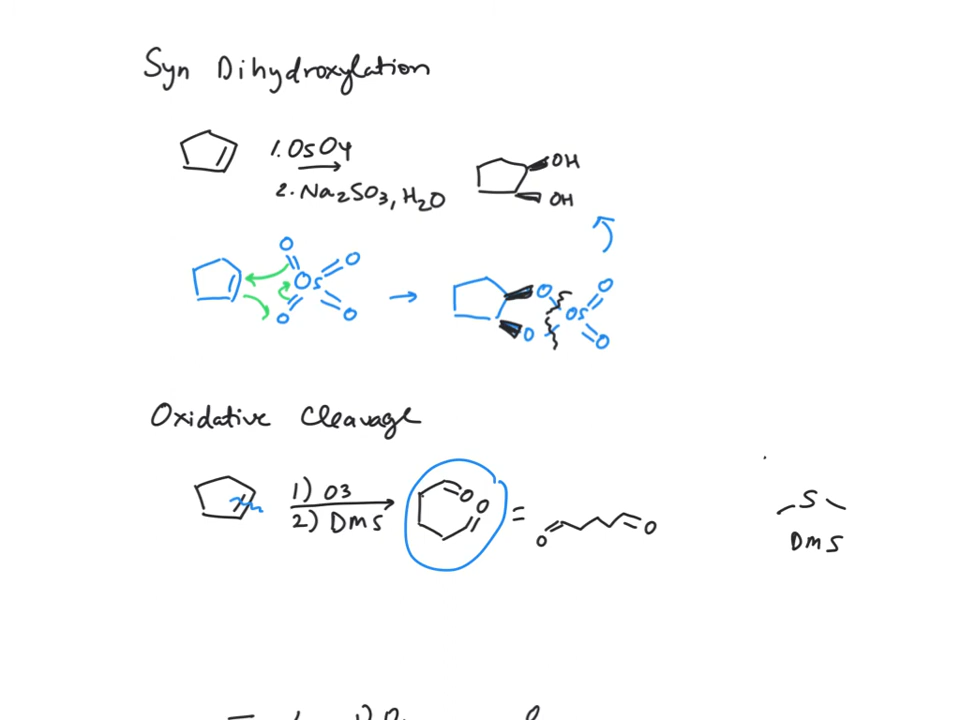 Syn Dihydroxylation
1. OsO4
2. Na2SO3, H2O
OH
OH
O
O
Os
O
O
O
O
Os
O
O
Oxidative Cleavage
1) O3
2) DMS
O
O
=
O
O
S
DMS